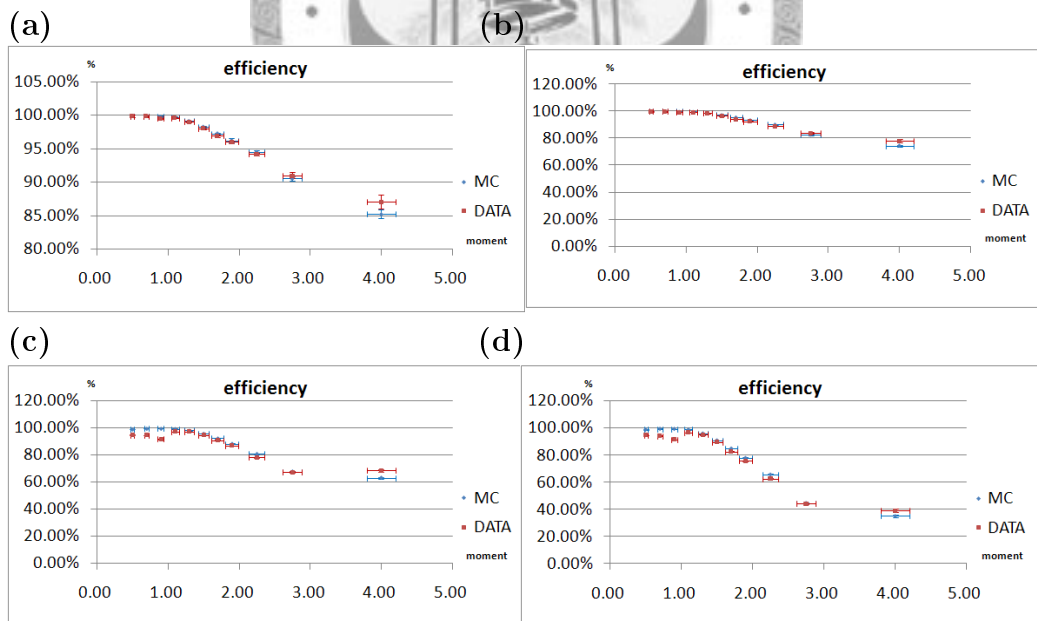 (a)
%
efficiency
105.00%
100.00%
95.00%
90.00%
85.00%
80.00%
0.00 1.00 2.00 3.00 4.00 5.00
MC
DATA
moment
(b)
%
efficiency
120.00%
100.00%
80.00%
60.00%
40.00%
20.00%
0.00%
0.00 1.00 2.00 3.00 4.00 5.00
MC
DATA
moment
(c)
%
efficiency
120.00%
100.00%
80.00%
60.00%
40.00%
20.00%
0.00%
0.00 1.00 2.00 3.00 4.00 5.00
MC
DATA
moment
(d)
%
efficiency
120.00%
100.00%
80.00%
60.00%
40.00%
20.00%
0.00%
0.00 1.00 2.00 3.00 4.00 5.00
MC
DATA
moment